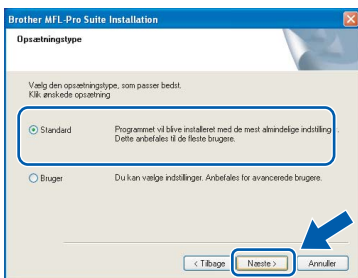 Brother MFL-Pro Suite Installation
Opsætningstype
Vælg den opsætningstype, som passer bedst.
Klik ønskede opsætning
Standard
Programmet vil blive installeret med de mest almindelige indstillinger.
Dette anbefales til de fleste brugere.
Bruger
Du kan vælge indstillinger. Anbefales for avancerede brugere.
< Tilbage
Næste >
Annuller